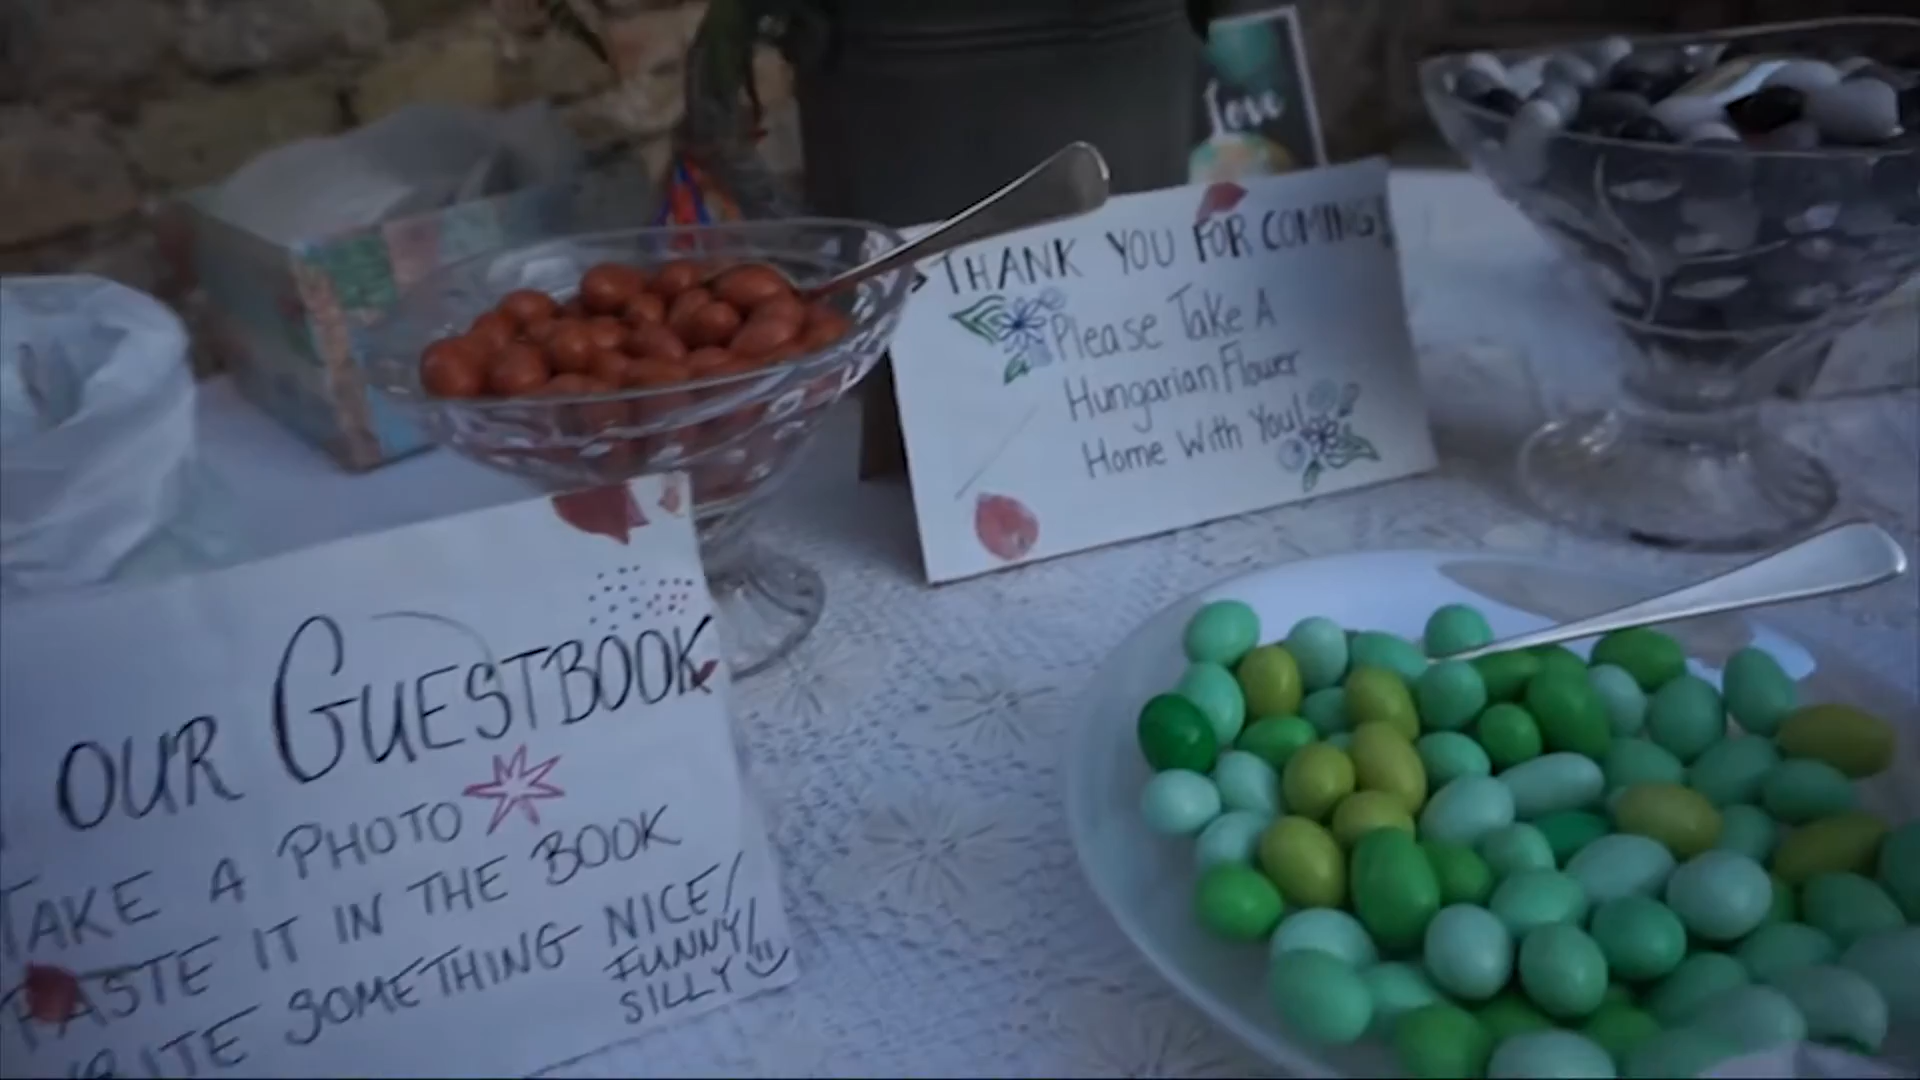 OUR GUESTBOOK
TAKE A PHOTO
PASTE IT IN THE BOOK
WRITE SOMETHING NICE/
FUNNY/
SILLY
THANK YOU FOR COMING!
Please Take A
Hungarian Flower
Home With You!